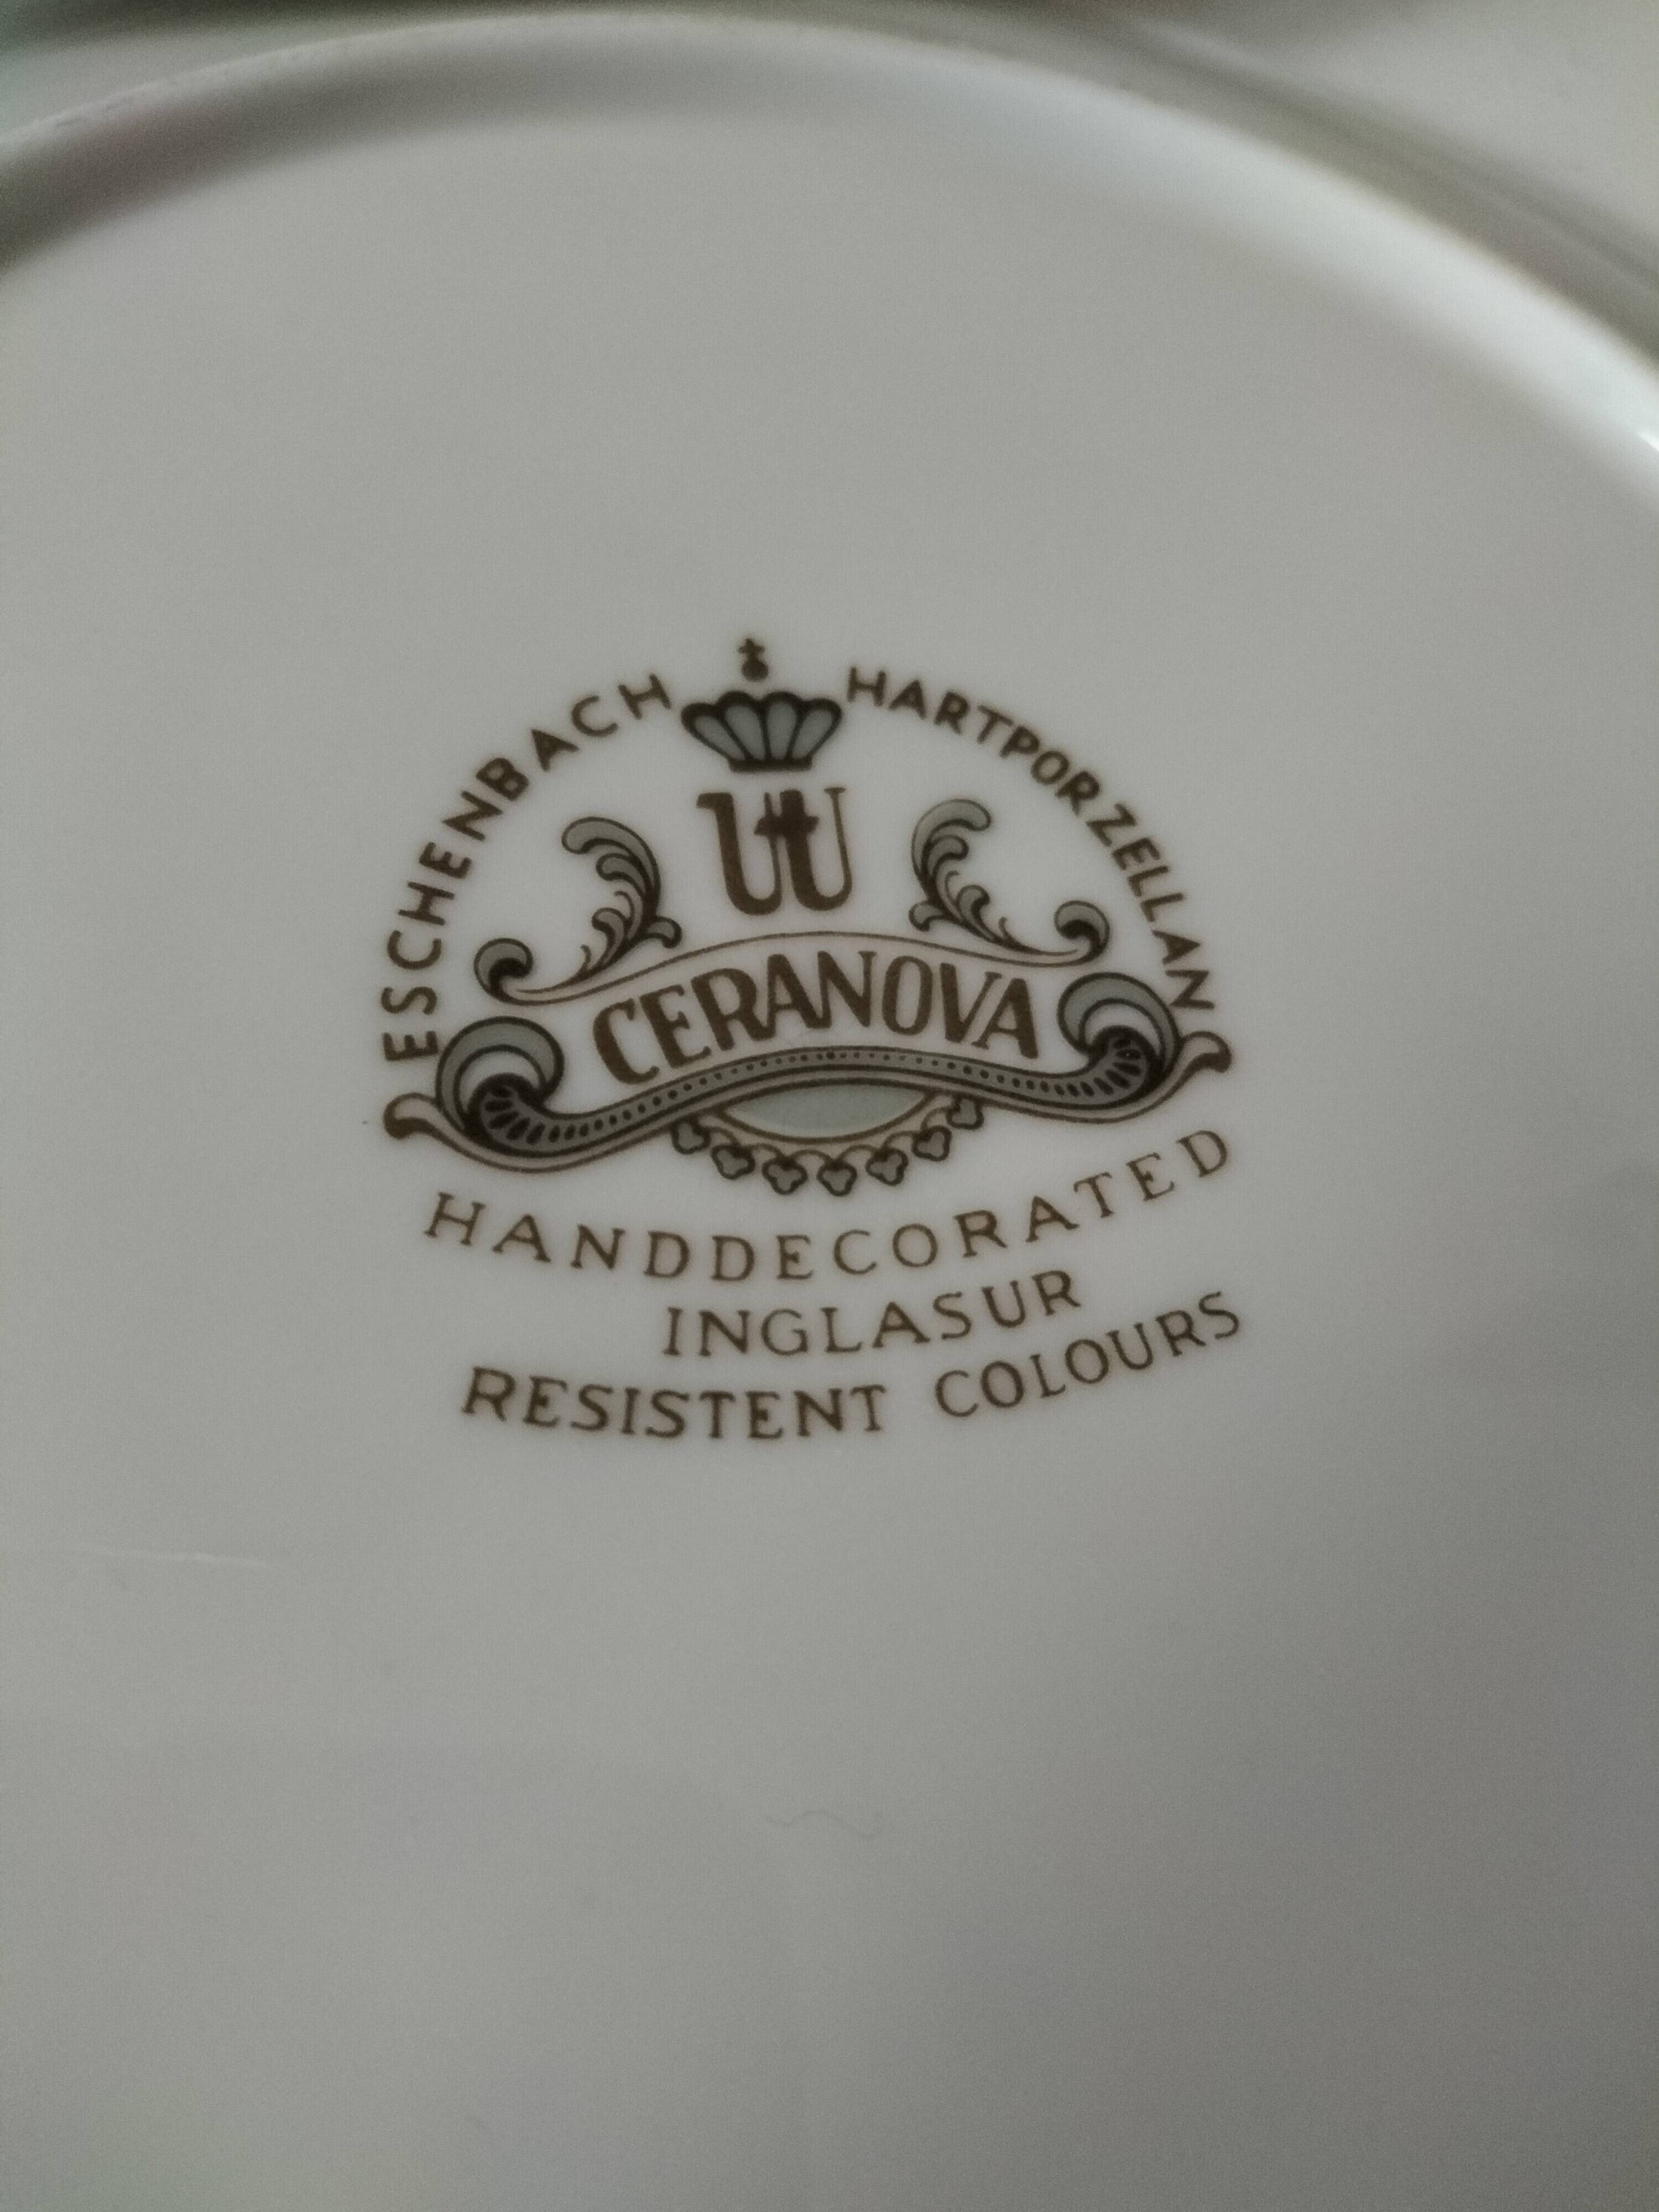 ESCHENBACH HARTPORZELLAN
CERANOVA
HANDDECORATED
INGLASUR
RESISTENT COLOURS